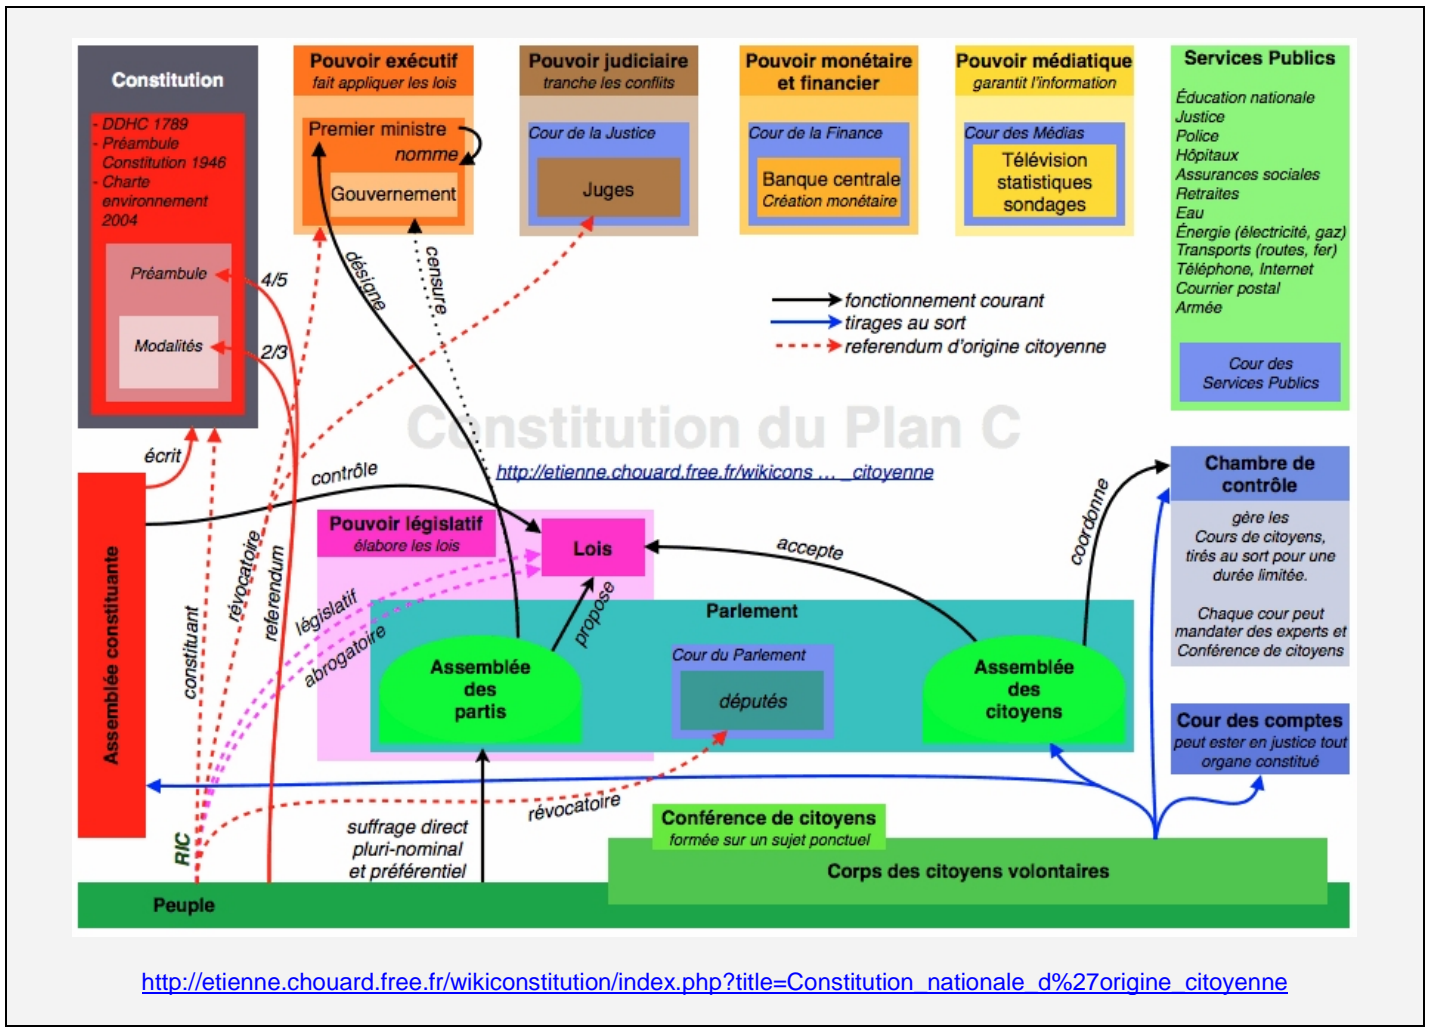 Constitution
- DDHC 1789
- Préambule
Constitution 1946
- Charte
environnement
2004
Préambule
Modalités
4/5
2/3
Pouvoir exécutif
fait appliquer les lois
Premier ministre
nomme
Gouvernement
Pouvoir judiciaire
tranche les conflits
Cour de la Justice
Juges
Pouvoir monétaire
et financier
Cour de la Finance
Banque centrale
Création monétaire
Pouvoir médiatique
garantit l'information
Cour des Médias
Télévision
statistiques
sondages
Services Publics
Éducation nationale
Justice
Police
Hôpitaux
Assurances sociales
Retraites
Eau
Énergie (électricité, gaz)
Transports (routes, fer)
Téléphone, Internet
Courrier postal
Armée
Cour des
Services Publics
désigne
censure
fonctionnement courant
tirages au sort
referendum d'origine citoyenne
Constitution du Plan C
http://etienne.chouard.free.fr/wikicons ... _citoyenne
écrit
contrôle
Assemblée constituante
constituant
révocatoire
referendum
législatif
abrogatoire
RIC
Pouvoir législatif
élabore les lois
Lois
propose
accepte
coordonne
Parlement
Assemblée
des
partis
Cour du Parlement
députés
Assemblée
des
citoyens
Chambre de
contrôle
gère les
Cours de citoyens,
tirés au sort pour une
durée limitée.
Chaque cour peut
mandater des experts et
Conférence de citoyens
Cour des comptes
peut ester en justice tout
organe constitué
révocatoire
suffrage direct
pluri-nominal
et préférentiel
Conférence de citoyens
formée sur un sujet ponctuel
Corps des citoyens volontaires
Peuple
http://etienne.chouard.free.fr/wikiconstitution/index.php?title=Constitution_nationale_d%27origine_citoyenne